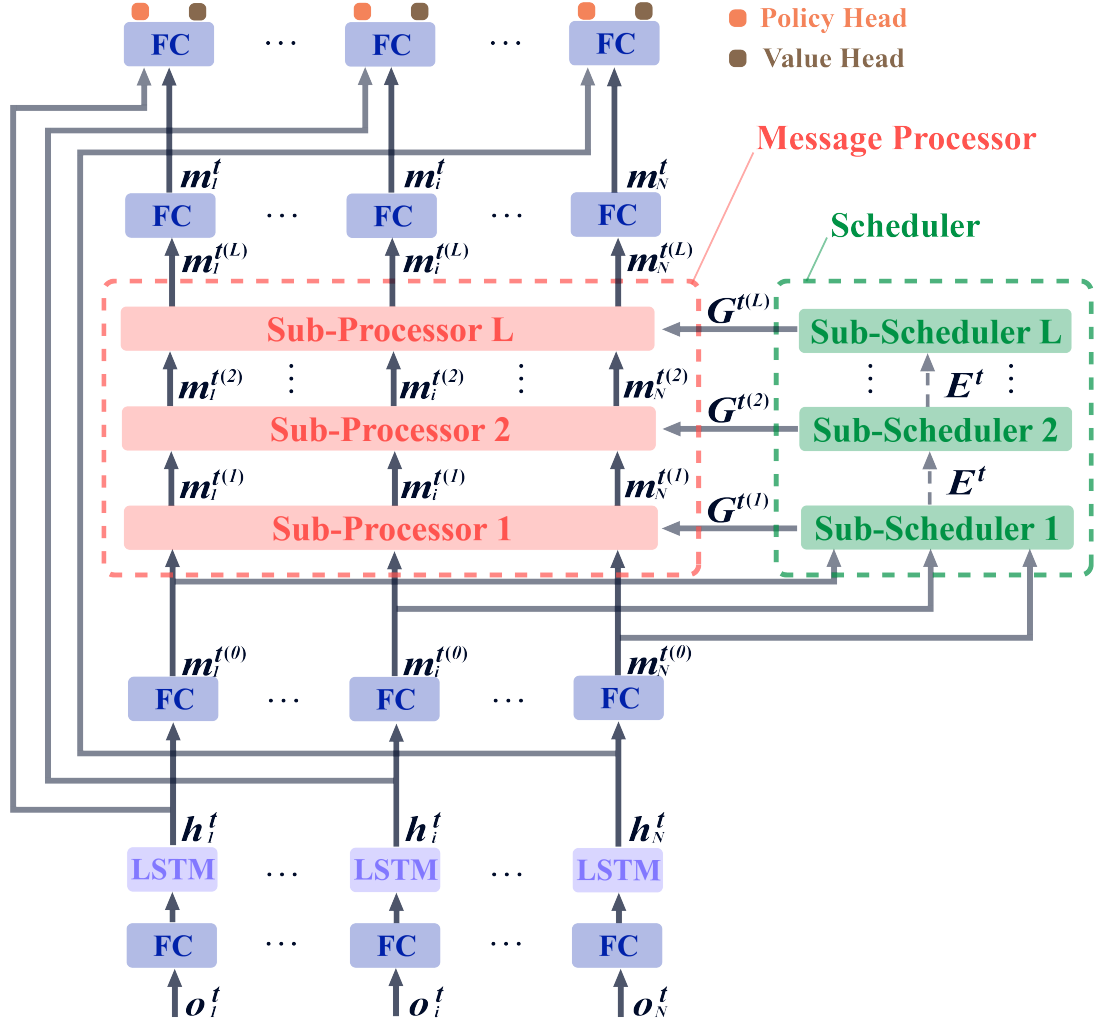 Policy Head
Value Head
FC ... FC ... FC
Message Processor
m_1^t m_i^t m_N^t
FC ... FC ... FC
Scheduler
m_1^{t(L)} m_i^{t(L)} m_N^{t(L)}
G^{t(L)}
Sub-Processor L
Sub-Scheduler L
m_1^{t(2)} m_i^{t(2)} m_N^{t(2)}
E^t
G^{t(2)}
Sub-Processor 2
Sub-Scheduler 2
m_1^{t(1)} m_i^{t(1)} m_N^{t(1)}
E^t
G^{t(1)}
Sub-Processor 1
Sub-Scheduler 1
m_1^{t(0)} m_i^{t(0)} m_N^{t(0)}
FC ... FC ... FC
h_1^t h_i^t h_N^t
LSTM ... LSTM ... LSTM
FC ... FC ... FC
o_1^t o_i^t o_N^t